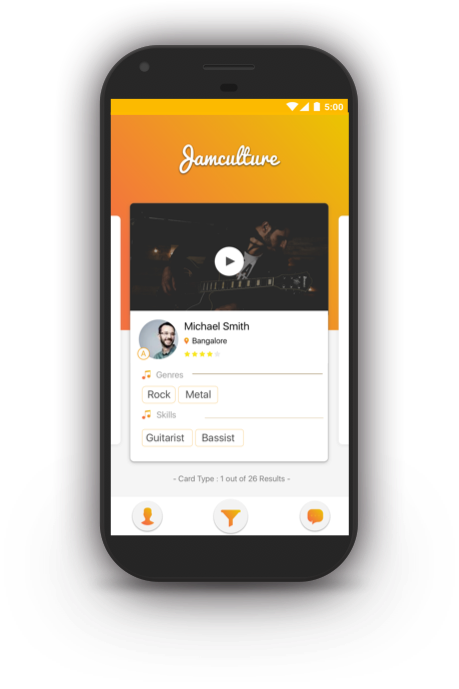 5:00
Jamculture
Michael Smith
Bangalore
A
Genres
Rock Metal
Skills
Guitarist Bassist
- Card Type : 1 out of 26 Results -